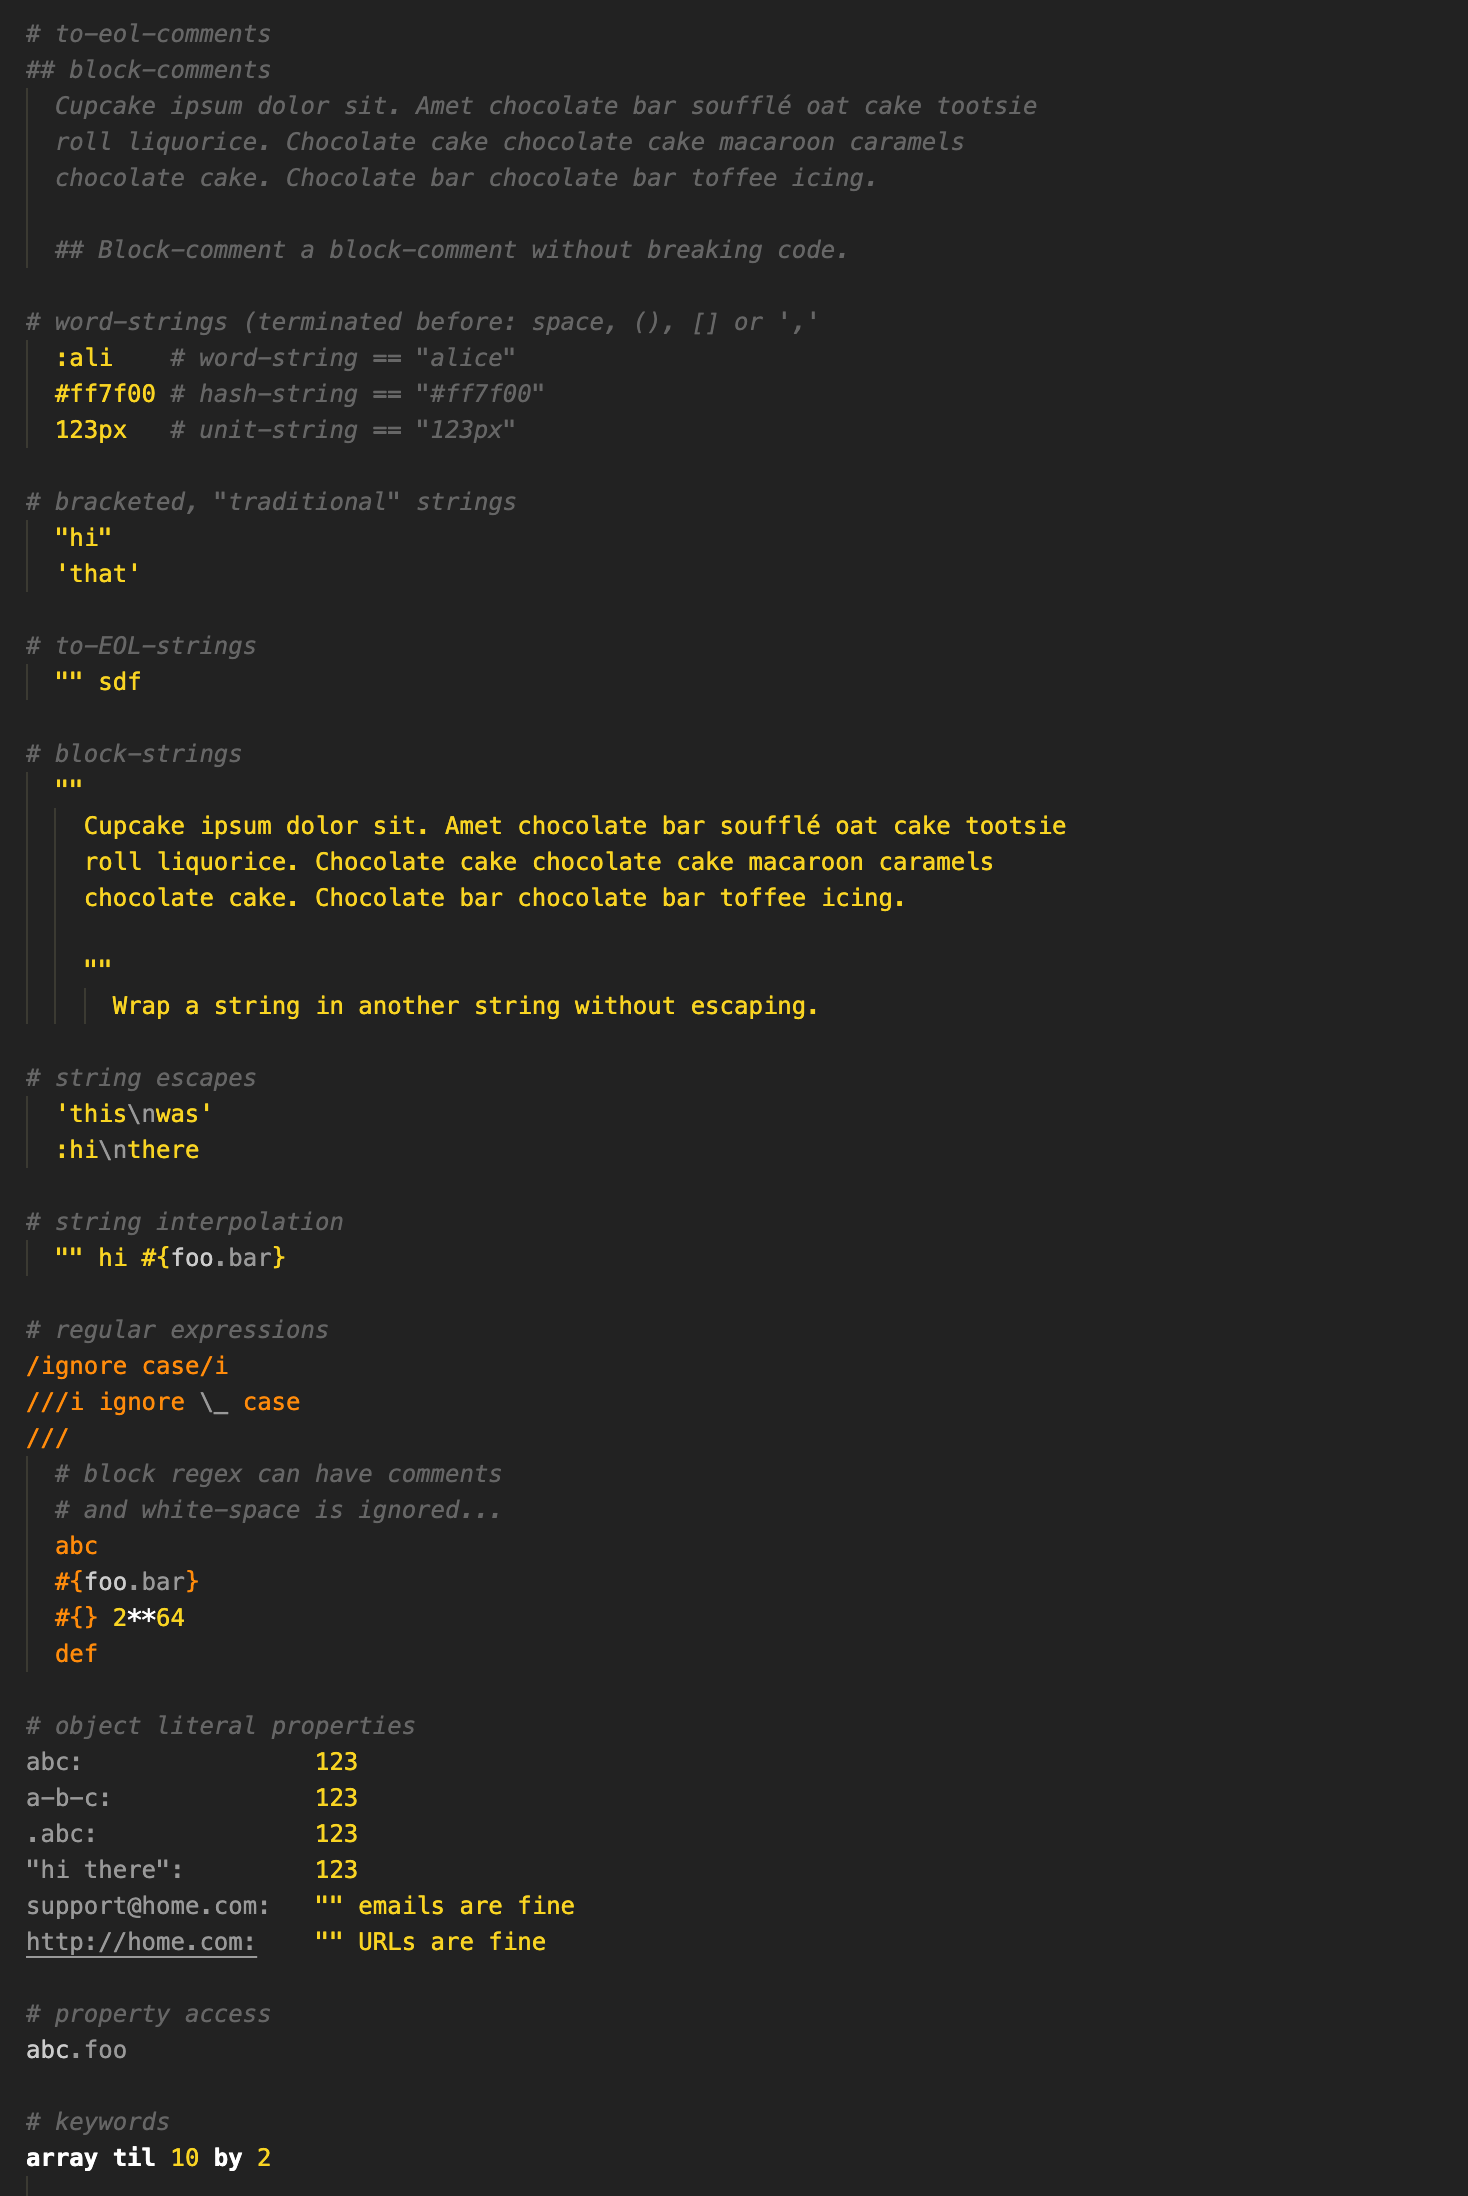 # to-eol-comments
## block-comments
  Cupcake ipsum dolor sit. Amet chocolate bar soufflé oat cake tootsie
  roll liquorice. Chocolate cake chocolate cake macaroon caramels
  chocolate cake. Chocolate bar chocolate bar toffee icing.

  ## Block-comment a block-comment without breaking code.

# word-strings (terminated before: space, (), [] or ','
  :ali    # word-string == "alice"
  #ff7f00 # hash-string == "#ff7f00"
  123px   # unit-string == "123px"

# bracketed, "traditional" strings
  "hi"
  'that'

# to-EOL-strings
  "" sdf

# block-strings
  ""
    Cupcake ipsum dolor sit. Amet chocolate bar soufflé oat cake tootsie
    roll liquorice. Chocolate cake chocolate cake macaroon caramels
    chocolate cake. Chocolate bar chocolate bar toffee icing.

    ""
      Wrap a string in another string without escaping.

# string escapes
  'this\nwas'
  :hi\nthere

# string interpolation
  "" hi #{foo.bar}

# regular expressions
/ignore case/i
///i ignore \_ case
///
  # block regex can have comments
  # and white-space is ignored...
  abc
  #{foo.bar}
  #{} 2**64
  def

# object literal properties
abc:                123
a-b-c:              123
.abc:               123
"hi there":         123
support@home.com:   "" emails are fine
http://home.com:    "" URLs are fine

# property access
abc.foo

# keywords
array til 10 by 2